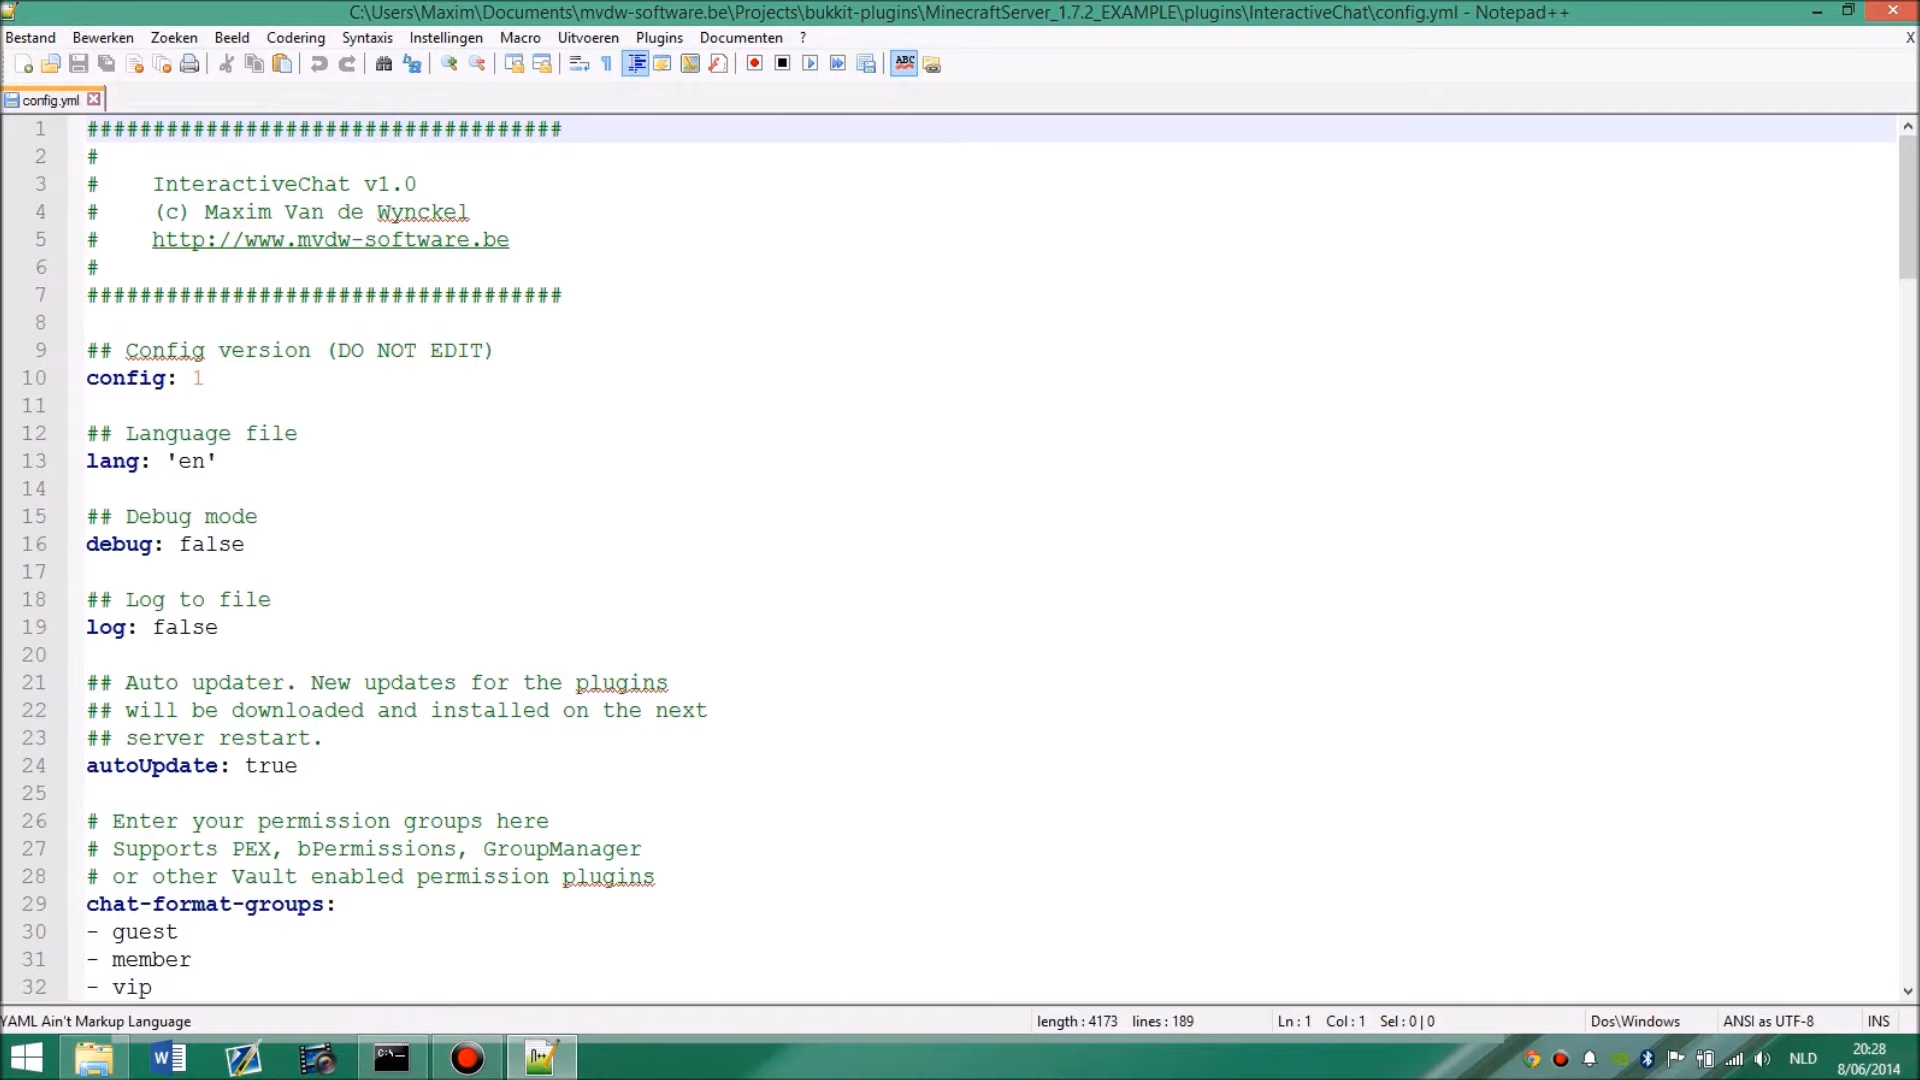 C:\Users\Maxim\Documents\mvdw-software.be\Projects\bukkit-plugins\MinecraftServer_1.7.2_EXAMPLE\plugins\InteractiveChat\config.yml - Notepad++
Bestand Bewerken Zoeken Beeld Codering Syntaxis Instellingen Macro Uitvoeren Plugins Documenten ? X
ABC
config.yml
1 ####################################
2 #
3 #    InteractiveChat v1.0
4 #    (c) Maxim Van de Wynckel
5 #    http://www.mvdw-software.be
6 #
7 ####################################
8
9 ## Config version (DO NOT EDIT)
10 config: 1
11
12 ## Language file
13 lang: 'en'
14
15 ## Debug mode
16 debug: false
17
18 ## Log to file
19 log: false
20
21 ## Auto updater. New updates for the plugins
22 ## will be downloaded and installed on the next
23 ## server restart.
24 autoUpdate: true
25
26 # Enter your permission groups here
27 # Supports PEX, bPermissions, GroupManager
28 # or other Vault enabled permission plugins
29 chat-format-groups:
30 - guest
31 - member
32 - vip
YAML Ain't Markup Language length : 4173 lines : 189 Ln : 1 Col : 1 Sel : 0 | 0 Dos\Windows ANSI as UTF-8 INS
NLD 20:28
8/06/2014